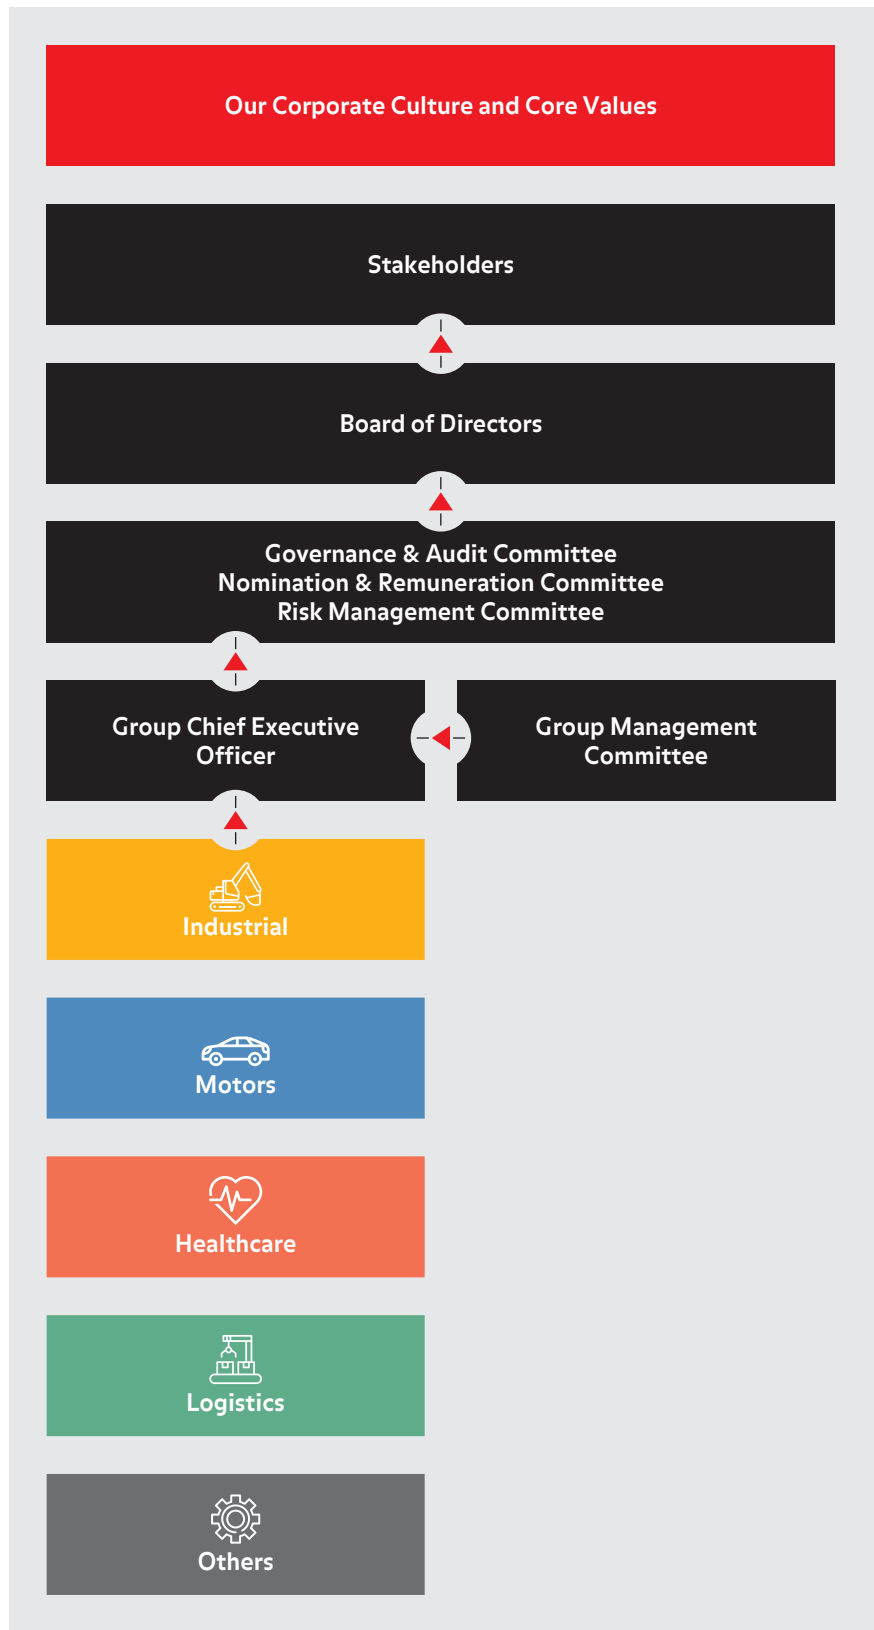 Our Corporate Culture and Core Values
Stakeholders
Board of Directors
Governance & Audit Committee
Nomination & Remuneration Committee
Risk Management Committee
Group Chief Executive
Officer
Group Management
Committee
Industrial
Motors
Healthcare
Logistics
Others